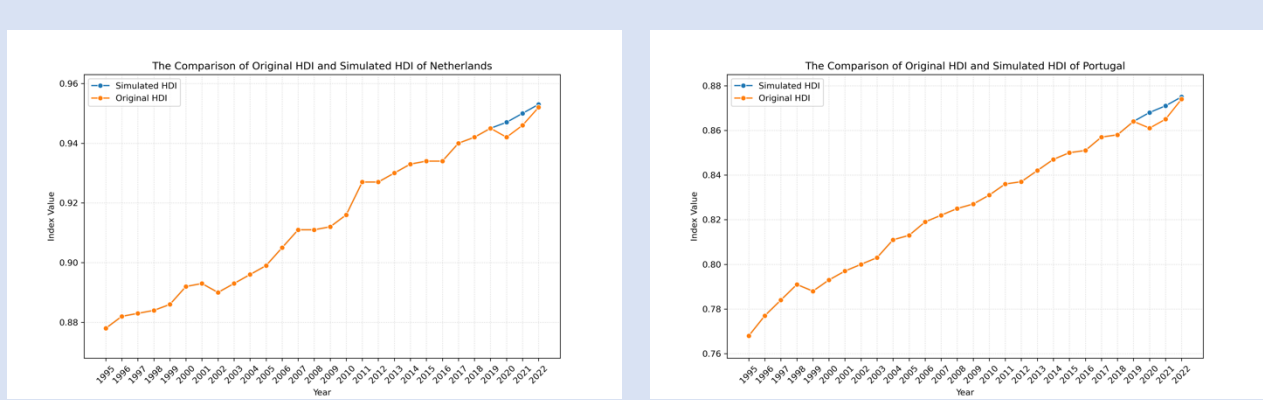 The Comparison of Original HDI and Simulated HDI of Netherlands
Simulated HDI
Original HDI
0.96
0.94
0.92
0.90
0.88
Index Value
1995 1996 1997 1998 1999 2000 2001 2002 2003 2004 2005 2006 2007 2008 2009 2010 2011 2012 2013 2014 2015 2016 2017 2018 2019 2020 2021 2022
Year
The Comparison of Original HDI and Simulated HDI of Portugal
Simulated HDI
Original HDI
0.88
0.86
0.84
0.82
0.80
0.78
0.76
Index Value
1995 1996 1997 1998 1999 2000 2001 2002 2003 2004 2005 2006 2007 2008 2009 2010 2011 2012 2013 2014 2015 2016 2017 2018 2019 2020 2021 2022
Year